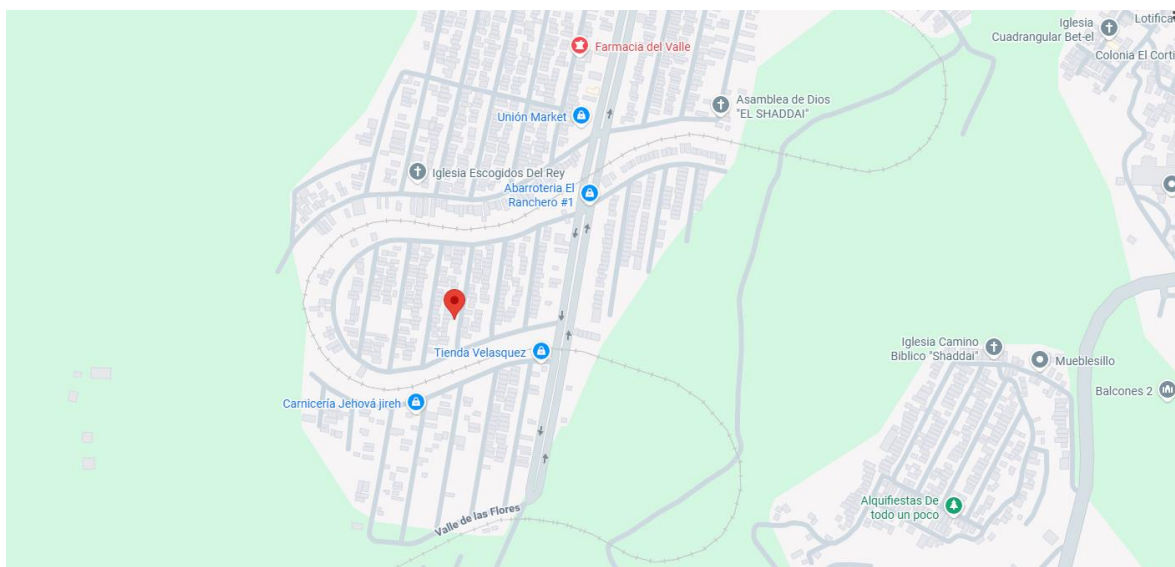 Farmacia del Valle
Iglesia
Cuadrangular Bet-el
Colonia El Corti
Unión Market
Asamblea de Dios
"EL SHADDAI"
Iglesia Escogidos Del Rey
Abarroteria El
Ranchero #1
Tienda Velasquez
Iglesia Camino
Biblico "Shaddai"
Mueblesillo
Balcones 2
Carnicería Jehová jireh
Alquifiestas De
todo un poco
Valle de las Flores